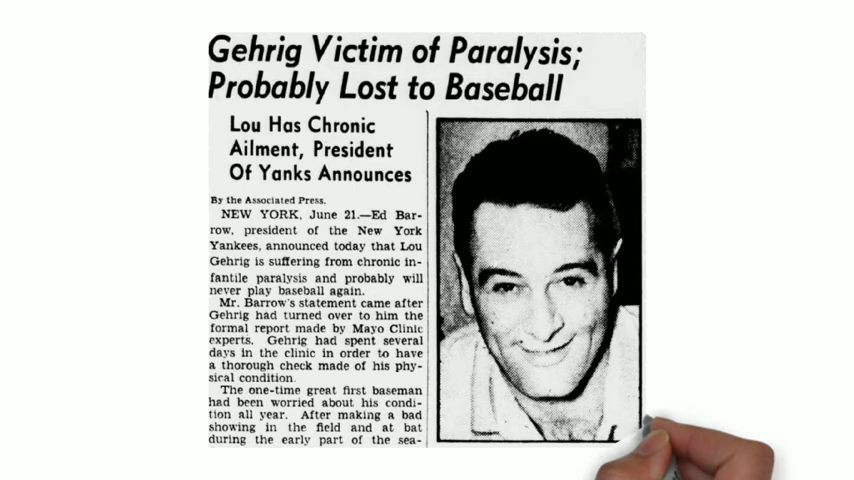 Gehrig Victim of Paralysis;
Probably Lost to Baseball
Lou Has Chronic
Ailment, President
Of Yanks Announces
By the Associated Press.
NEW YORK, June 21.—Ed Bar-
row, president of the New York
Yankees, announced today that Lou
Gehrig is suffering from chronic in-
fantile paralysis and probably will
never play baseball again.
Mr. Barrow's statement came after
Gehrig had turned over to him the
formal report made by Mayo Clinic
experts. Gehrig had spent several
days in the clinic in order to have
a thorough check made of his phy-
sical condition.
The one-time great first baseman
had been worried about his condi-
tion all year. After making a bad
showing in the field and at bat
during the early part of the sea-